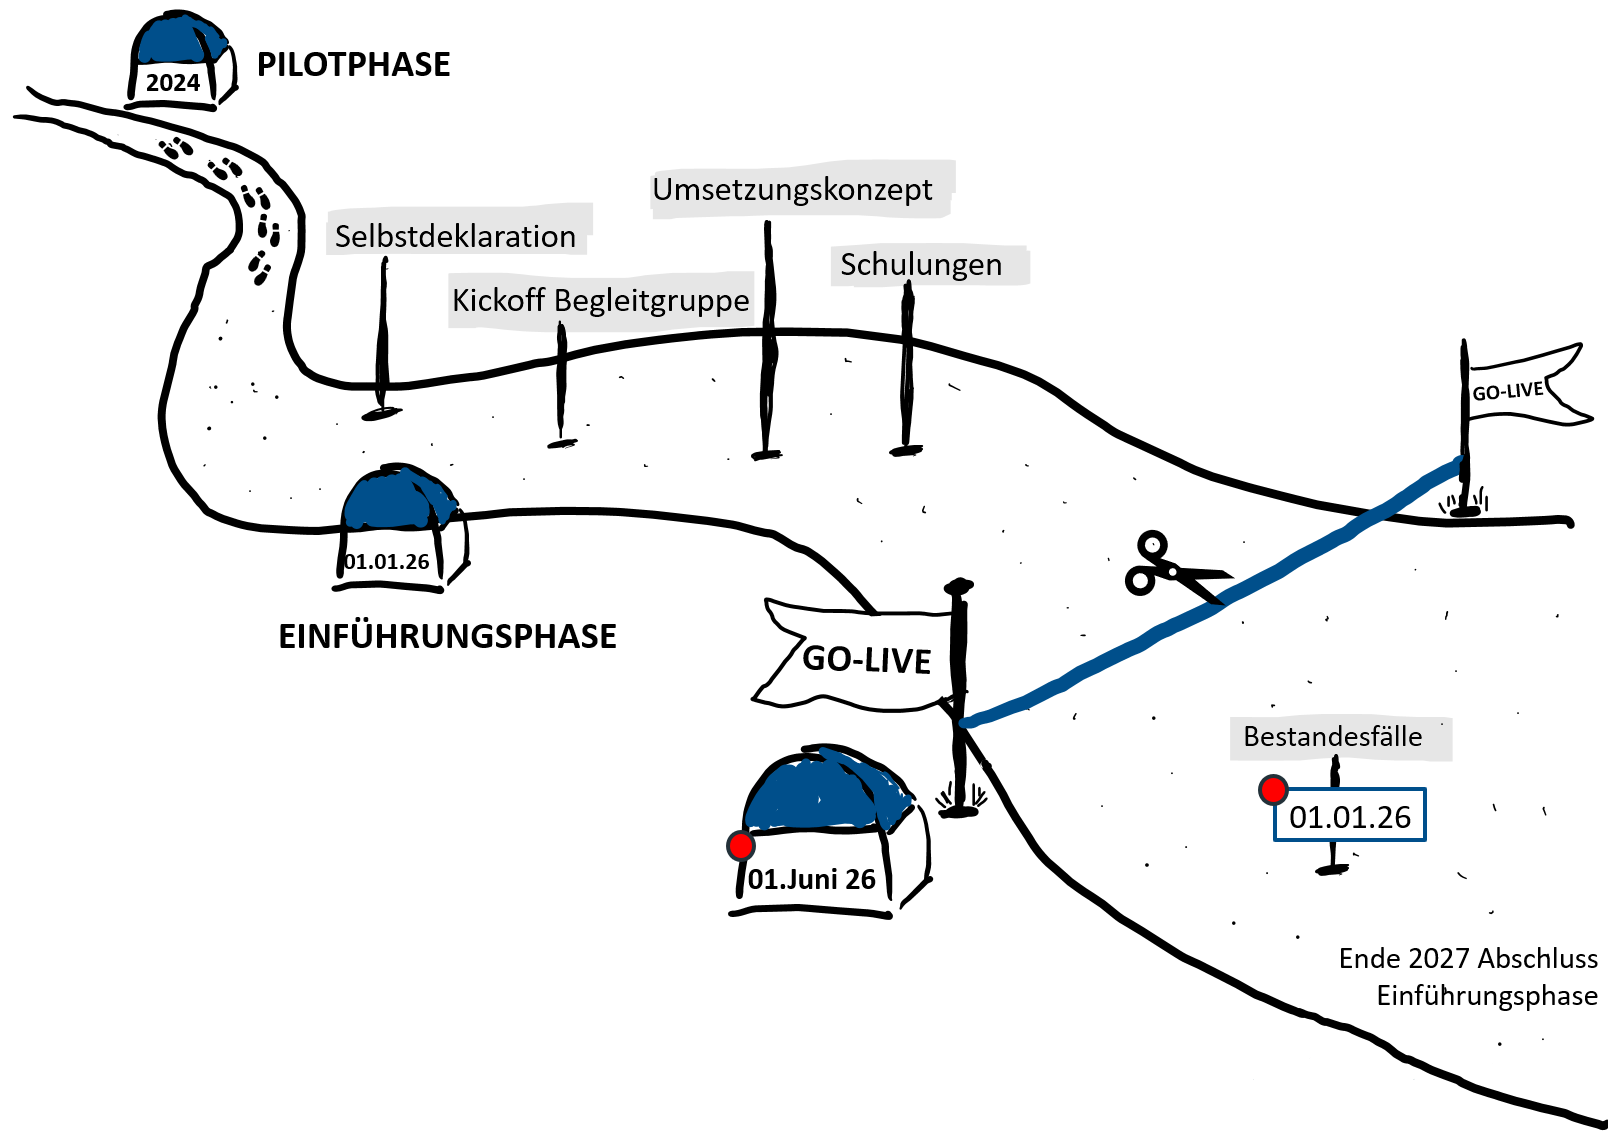 2024
PILOTPHASE
Umsetzungskonzept
Selbstdeklaration
Schulungen
Kickoff Begleitgruppe
GO-LIVE
01.01.26
EINFÜHRUNGSPHASE
GO-LIVE
Bestandesfälle
01.01.26
01.Juni 26
Ende 2027 Abschluss
Einführungsphase